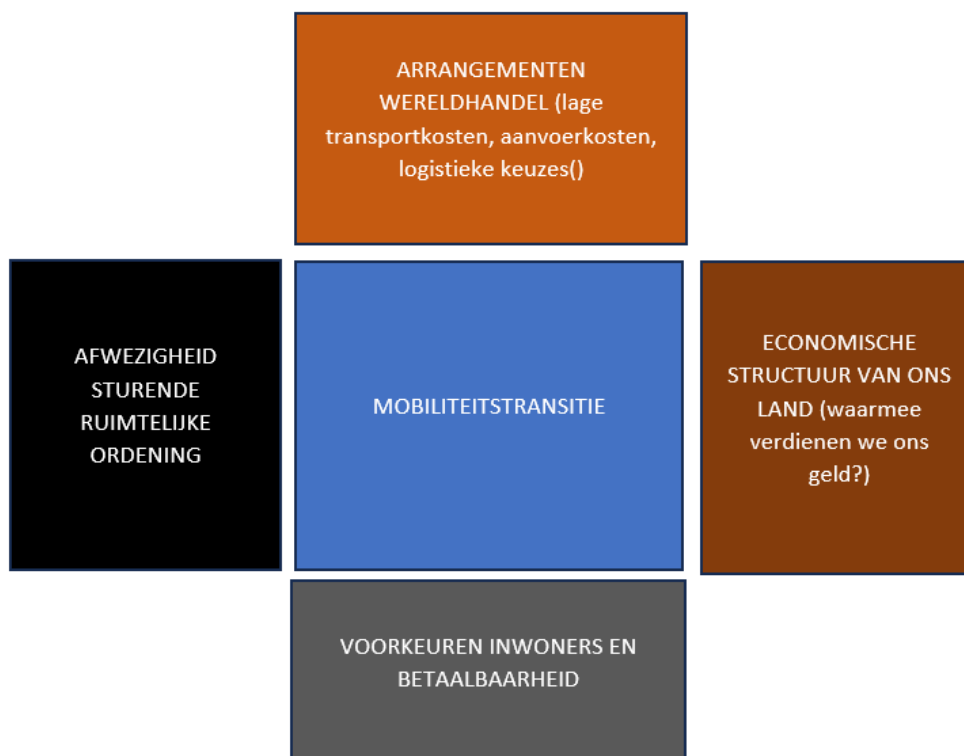 ARRANGEMENTEN
WERELDHANDEL (lage
transportkosten, aanvoerkosten,
logistieke keuzes()
AFWEZIGHEID
STURENDE
RUIMTELIJKE
ORDENING
MOBILITEITSTRANSITIE
ECONOMISCHE
STRUCTUUR VAN ONS
LAND (waarmee
verdienen we ons
geld?)
VOORKEUREN INWONERS EN
BETAALBAARHEID